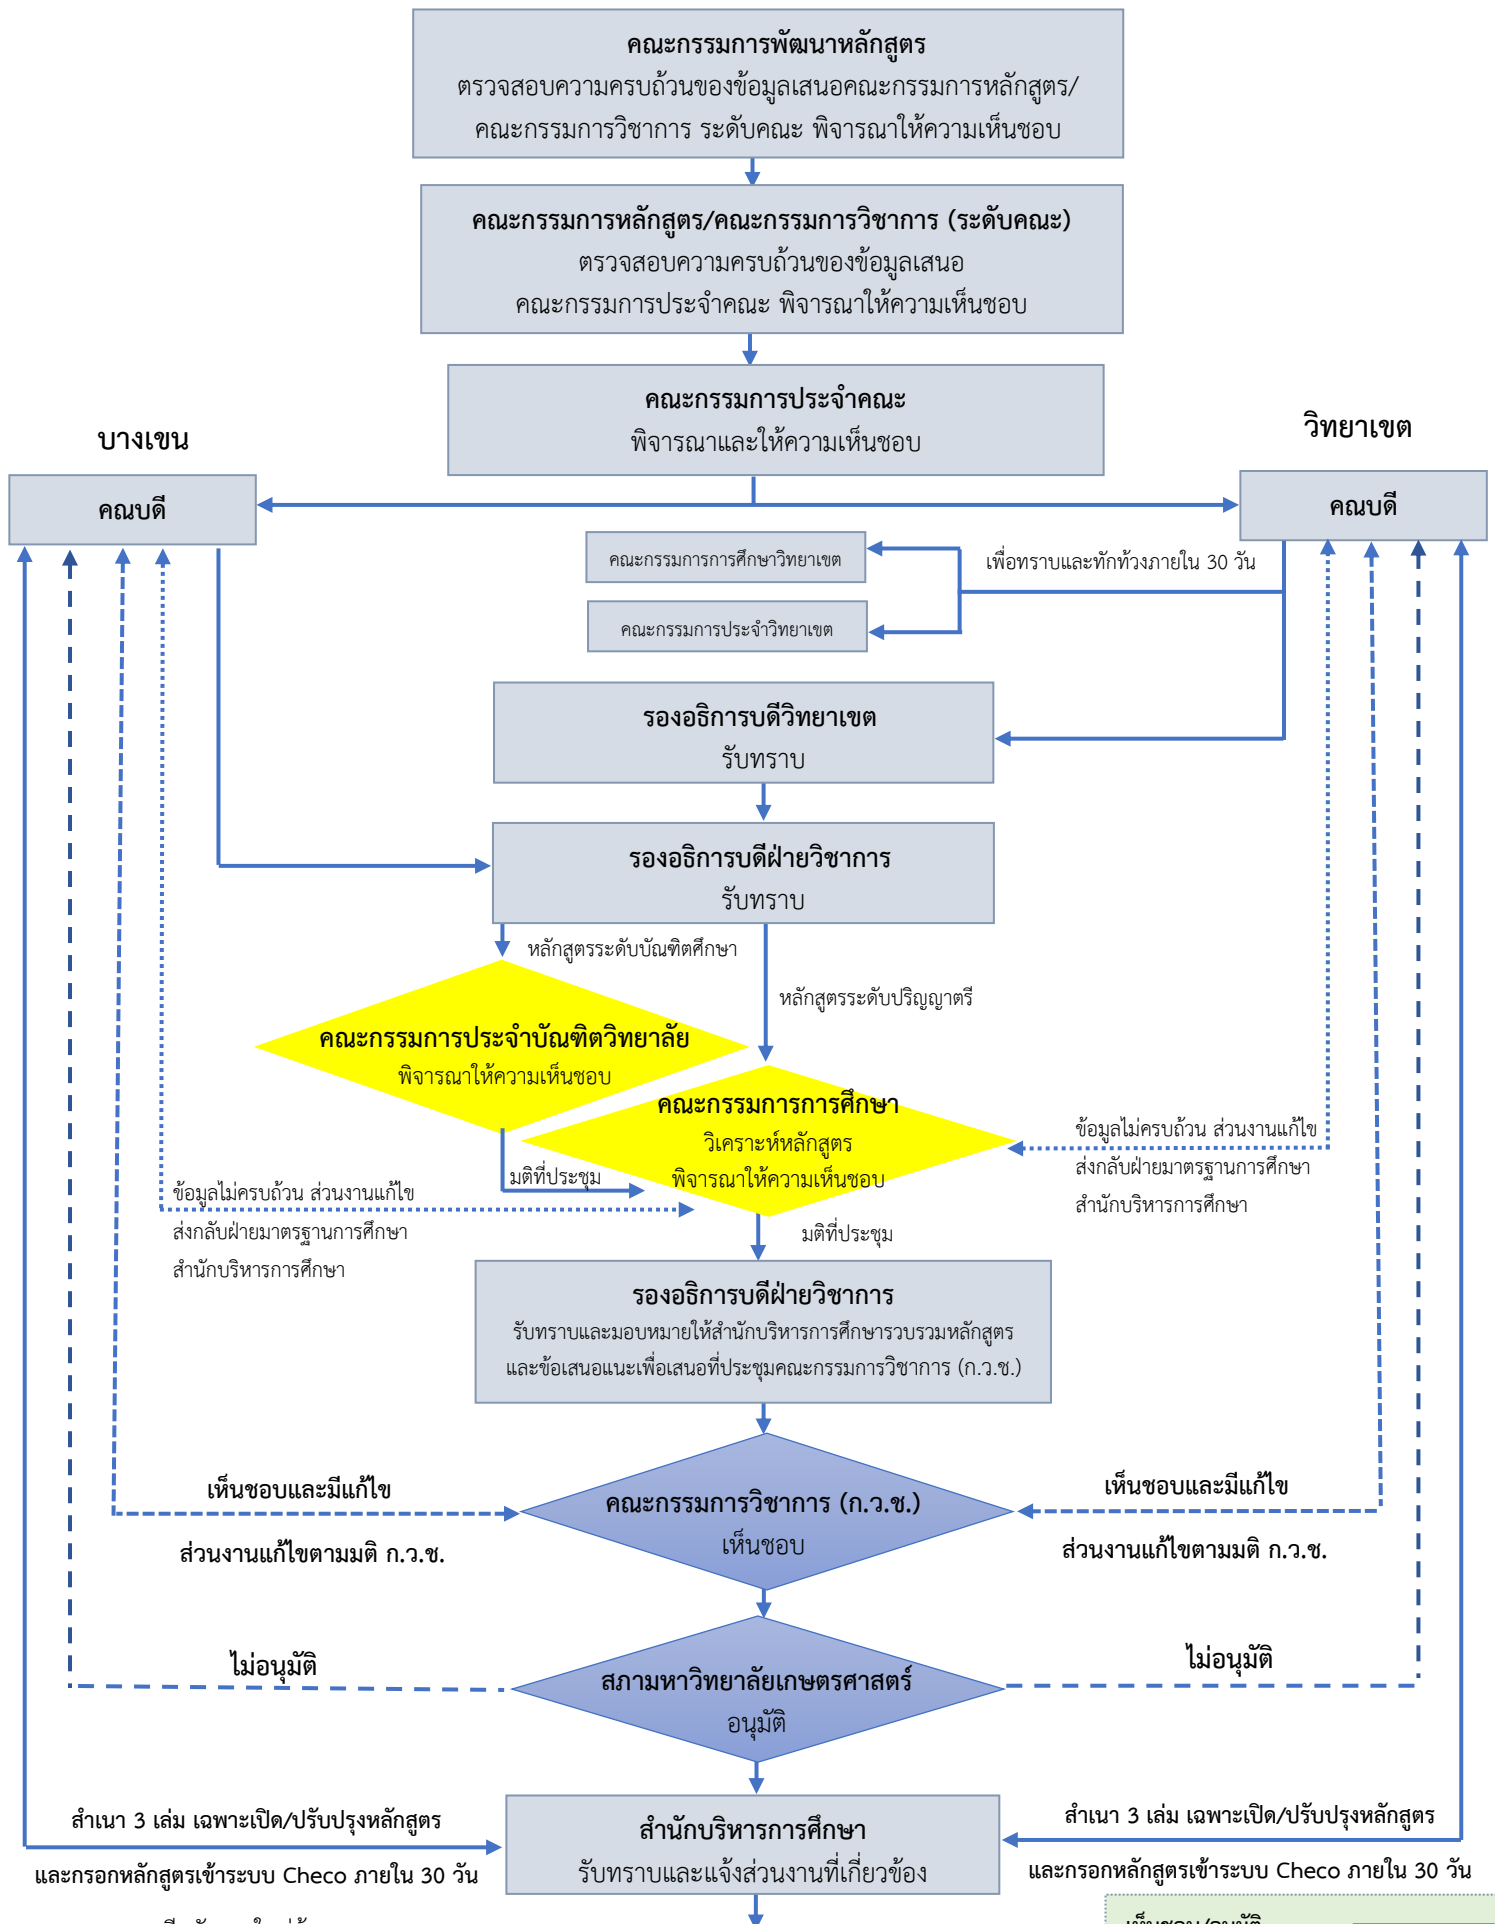 คณะกรรมการพัฒนาหลักสูตร
ตรวจสอบความครบถ้วนของข้อมูลเสนอคณะกรรมการหลักสูตร/
คณะกรรมการวิชาการ ระดับคณะ พิจารณาให้ความเห็นชอบ
คณะกรรมการหลักสูตร/คณะกรรมการวิชาการ (ระดับคณะ)
ตรวจสอบความครบถ้วนของข้อมูลเสนอ
คณะกรรมการประจำคณะ พิจารณาให้ความเห็นชอบ
คณะกรรมการประจำคณะ
พิจารณาและให้ความเห็นชอบ
บางเขน
วิทยาเขต
คณบดี
คณบดี
คณะกรรมการการศึกษาวิทยาเขต
เพื่อทราบและทักท้วงภายใน 30 วัน
คณะกรรมการประจำวิทยาเขต
รองอธิการบดีวิทยาเขต
รับทราบ
รองอธิการบดีฝ่ายวิชาการ
รับทราบ
หลักสูตรระดับบัณฑิตศึกษา
หลักสูตรระดับปริญญาตรี
คณะกรรมการประจำบัณฑิตวิทยาลัย
พิจารณาให้ความเห็นชอบ
คณะกรรมการการศึกษา
วิเคราะห์หลักสูตร
พิจารณาให้ความเห็นชอบ
ข้อมูลไม่ครบถ้วน ส่วนงานแก้ไข
ส่งกลับฝ่ายมาตรฐานการศึกษา
สำนักบริหารการศึกษา
มติที่ประชุม
ข้อมูลไม่ครบถ้วน ส่วนงานแก้ไข
ส่งกลับฝ่ายมาตรฐานการศึกษา
สำนักบริหารการศึกษา
มติที่ประชุม
รองอธิการบดีฝ่ายวิชาการ
รับทราบและมอบหมายให้สำนักบริหารการศึกษารวบรวมหลักสูตร
และข้อเสนอแนะเพื่อเสนอที่ประชุมคณะกรรมการวิชาการ (ก.ว.ช.)
เห็นชอบและมีแก้ไข
ส่วนงานแก้ไขตามมติ ก.ว.ช.
คณะกรรมการวิชาการ (ก.ว.ช.)
เห็นชอบ
เห็นชอบและมีแก้ไข
ส่วนงานแก้ไขตามมติ ก.ว.ช.
ไม่อนุมัติ
สภามหาวิทยาลัยเกษตรศาสตร์
อนุมัติ
ไม่อนุมัติ
สำเนา 3 เล่ม เฉพาะเปิด/ปรับปรุงหลักสูตร
และกรอกหลักสูตรเข้าระบบ Checo ภายใน 30 วัน
สำนักบริหารการศึกษา
รับทราบและแจ้งส่วนงานที่เกี่ยวข้อง
สำเนา 3 เล่ม เฉพาะเปิด/ปรับปรุงหลักสูตร
และกรอกหลักสูตรเข้าระบบ Checo ภายใน 30 วัน